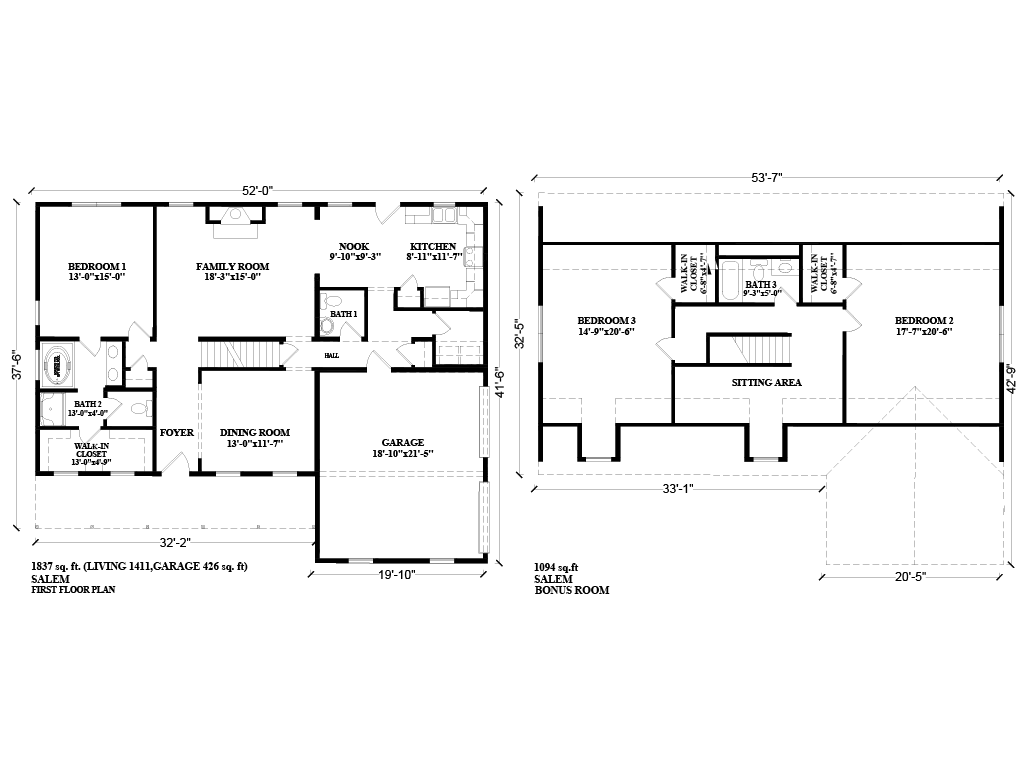 52'-0"
37'-6"
41'-6"
BEDROOM 1
13'-0"x15'-0"
FAMILY ROOM
18'-3"x15'-0"
NOOK
9'-10"x9'-3"
KITCHEN
8'-11"x11'-7"
BATH 1
HALL
BATH 2
13'-0"x4'-0"
WALK-IN
CLOSET
13'-0"x4'-9"
FOYER
DINING ROOM
13'-0"x11'-7"
GARAGE
18'-10"x21'-5"
32'-2"
19'-10"
1837 sq. ft. (LIVING 1411,GARAGE 426 sq. ft)
SALEM
FIRST FLOOR PLAN
53'-7"
32'-5"
42'-9"
WALK-IN
CLOSET
6'-8"x4'-7"
BATH 3
9'-3"x5'-0"
WALK-IN
CLOSET
6'-8"x4'-7"
BEDROOM 3
14'-9"x20'-6"
BEDROOM 2
17'-7"x20'-6"
SITTING AREA
33'-1"
20'-5"
1094 sq.ft
SALEM
BONUS ROOM